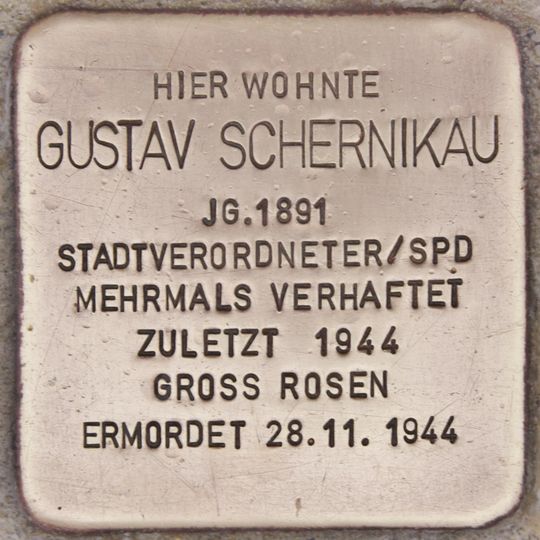 HIER WOHNTE
GUSTAV SCHERNIKAU
JG.1891
STADTVERORDNETER/SPD
MEHRMALS VERHAFTET
ZULETZT 1944
GROSS ROSEN
ERMORDET 28.11.1944